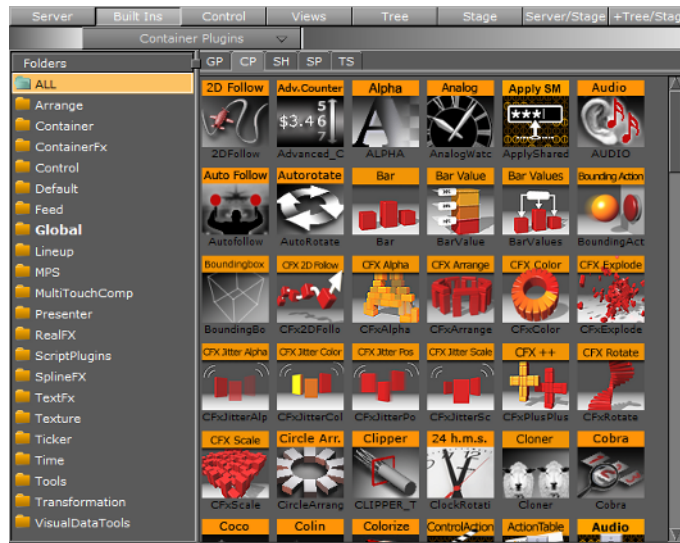 Server Built Ins Control Views Tree Stage Server/Stage +Tree/Stag
Container Plugins
Folders
GP CP SH SP TS
ALL
Arrange
Container
ContainerFx
Control
Default
Feed
Global
Lineup
MPS
MultiTouchComp
Presenter
RealFX
ScriptPlugins
SplineFX
TextFx
Texture
Ticker
Time
Tools
Transformation
VisualDataTools
2D Follow Adv.Counter Alpha Analog Apply SM Audio
$3.4 5 6 7 A ***
2DFollow Advanced_C ALPHA AnalogWatc ApplyShared AUDIO
Auto Follow Autorotate Bar Bar Value Bar Values Bounding Action
Autofollow AutoRotate Bar BarValue BarValues BoundingAct
Boundingbox CFX 2D Follow CFX Alpha CFX Arrange CFX Color CFX Explode
BoundingBo CFx2DFollo CFxAlpha CFxArrange CFxColor CFxExplode
CFX Jitter Alpha CFX Jitter Color CFX Jitter Pos CFX Jitter Scale CFX ++ CFX Rotate
CFxJitterAlp CFxJitterCol CFxJitterPo CFxJitterSc CFxPlusPlus CFxRotate
CFX Scale Circle Arr. Clipper 24 h.m.s. Cloner Cobra
CFxScale CircleArrang CLIPPER_T ClockRotati Cloner Cobra
Coco Colin Colorize ControlAction ActionTable Audio